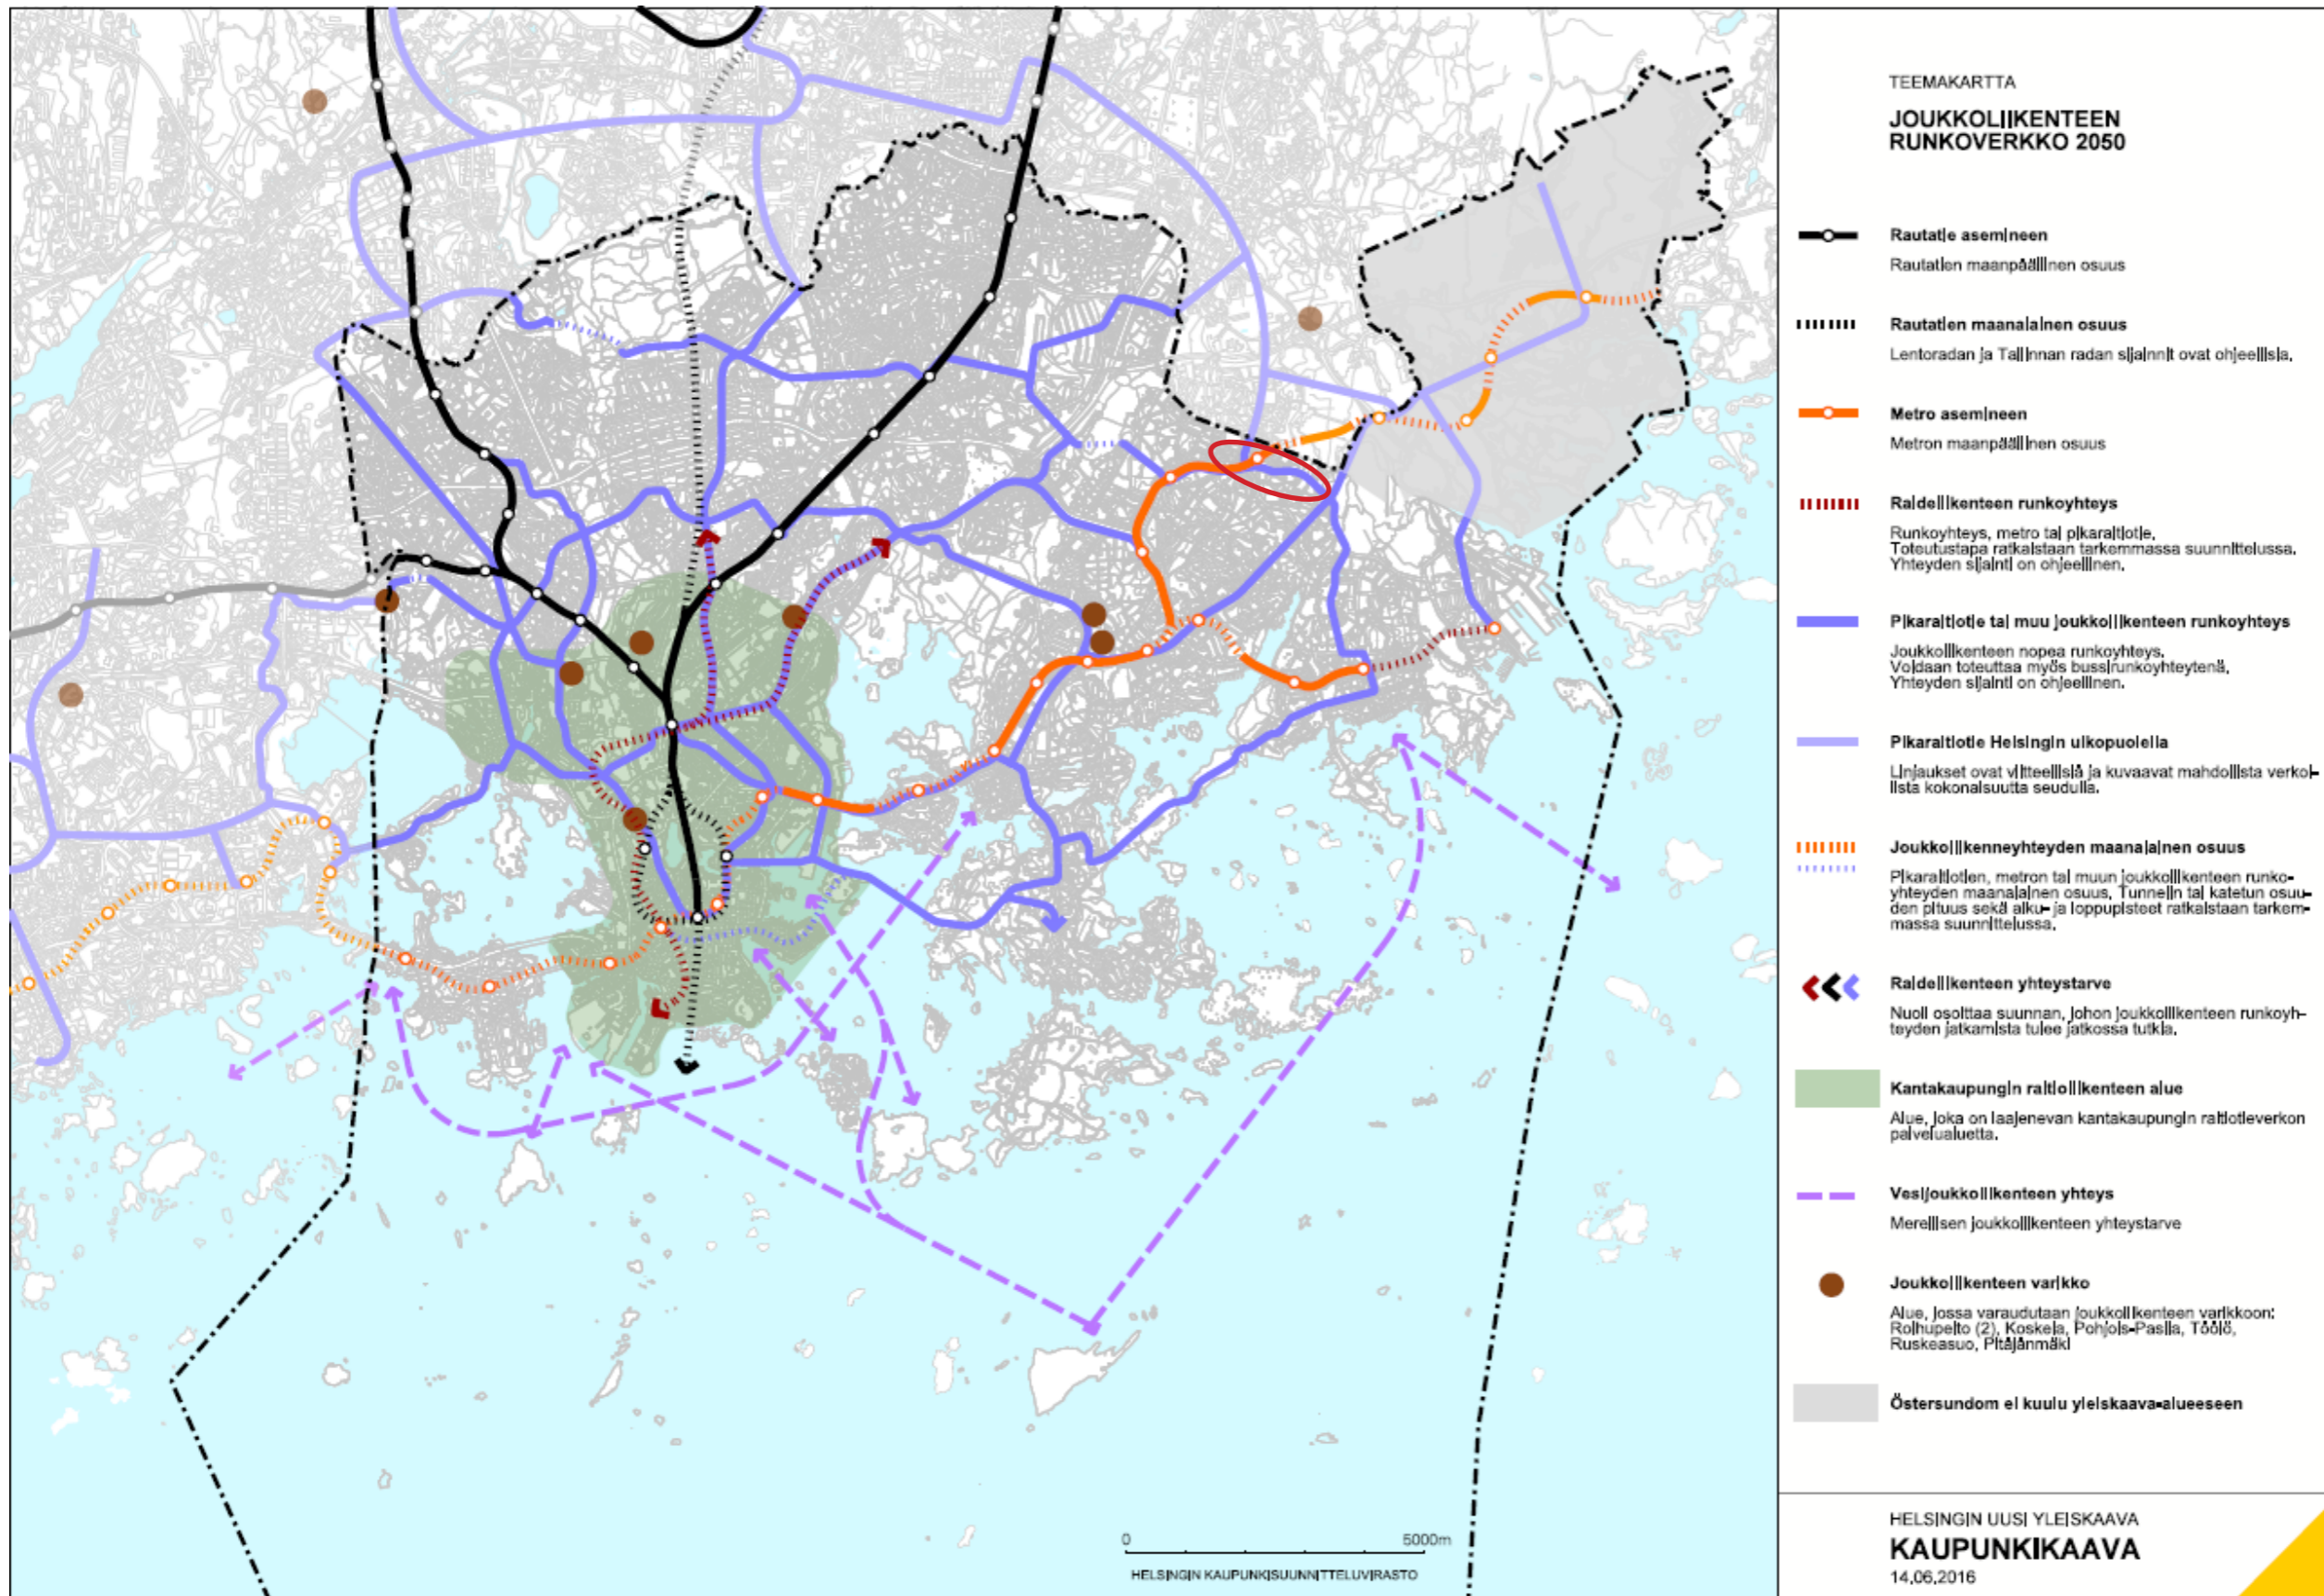 TEEMAKARTTA
JOUKKOLIIKENTEEN
RUNKOVERKKO 2050
Rautatie asemineen
Rautatien maanpäällinen osuus
Rautatien maanalainen osuus
Lentoradan ja Tallinnan radan sijainnit ovat ohjeellisia.
Metro asemineen
Metron maanpäällinen osuus
Raideliikenteen runkoyhteys
Runkoyhteys, metro tai pikaraitiotie.
Toteutustapa ratkaistaan tarkemmassa suunnittelussa.
Yhteyden sijainti on ohjeellinen.
Pikaraitiotie tai muu joukkoliikenteen runkoyhteys
Joukkoliikenteen nopea runkoyhteys.
Voidaan toteuttaa myös bussirunkoyhteytenä.
Yhteyden sijainti on ohjeellinen.
Pikaraitiotie Helsingin ulkopuolella
Linjaukset ovat viitteellisiä ja kuvaavat mahdollista verkol-
lista kokonaisuutta seudulla.
Joukkoliikenneyhteyden maanalainen osuus
Pikaraitiotien, metron tai muun joukkoliikenteen runko-
yhteyden maanalainen osuus. Tunnelin tai katetun osuu-
den pituus sekä alku- ja loppupisteet ratkaistaan tarkem-
massa suunnittelussa.
Raideliikenteen yhteystarve
Nuoli osoittaa suunnan, johon joukkoliikenteen runkoyh-
teyden jatkamista tulee jatkossa tutkia.
Kantakaupungin raitioliikenteen alue
Alue, joka on laajenevan kantakaupungin raitiotieverkon
palvelualuetta.
Vesijoukkoliikenteen yhteys
Merellisen joukkoliikenteen yhteystarve
Joukkoliikenteen varikko
Alue, jossa varaudutaan joukkoliikenteen varikkoon:
Roihupelto (2), Koskela, Pohjois-Pasila, Töölö,
Ruskeasuo, Pitäjänmäki
Östersundom ei kuulu yleiskaava-alueeseen
0 5000m
HELSINGIN KAUPUNKISUUNNITTELUVIRASTO
HELSINGIN UUSI YLEISKAAVA
KAUPUNKIKAAVA
14.06.2016